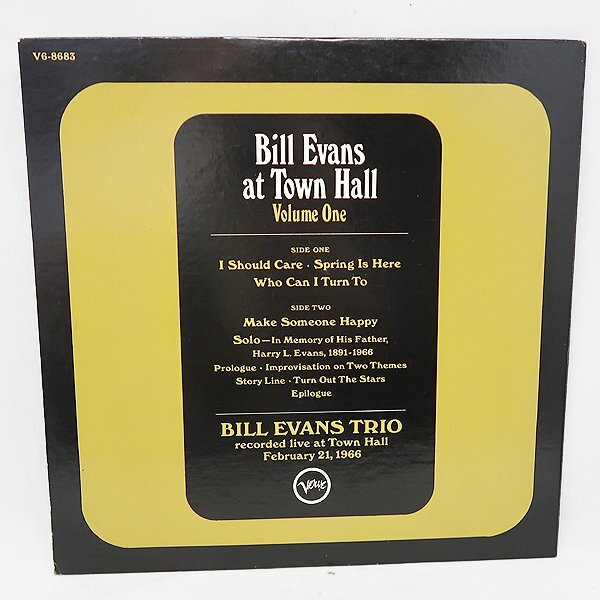 V6-8683
Bill Evans
at Town Hall
Volume One
SIDE ONE
I Should Care · Spring Is Here
Who Can I Turn To
SIDE TWO
Make Someone Happy
Solo—In Memory of His Father,
Harry L. Evans, 1891-1966
Prologue · Improvisation on Two Themes
Story Line · Turn Out The Stars
Epilogue
BILL EVANS TRIO
recorded live at Town Hall
February 21, 1966
Verve